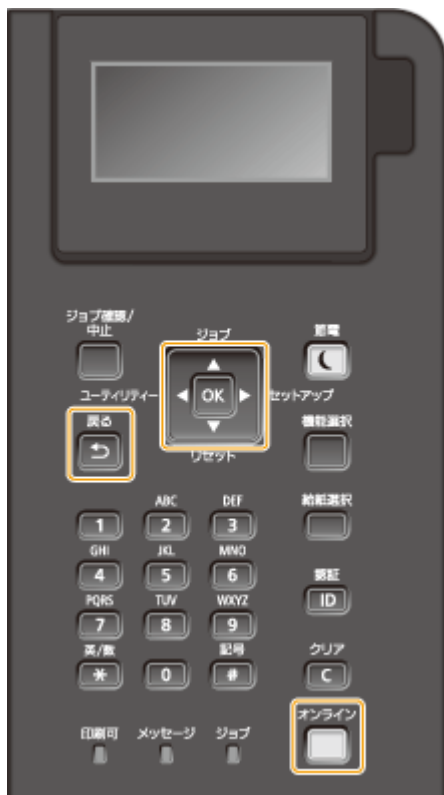 ジョブ確認/
中止
ジョブ
節電
ユーティリティー
OK
セットアップ
戻る
機能選択
リセット
ABC
DEF
給紙選択
1
2
3
GHI
JKL
MNO
認証
4
5
6
ID
PQRS
TUV
WXYZ
7
8
9
英/数
記号
クリア
*
0
#
C
オンライン
印刷可
メッセージ
ジョブ